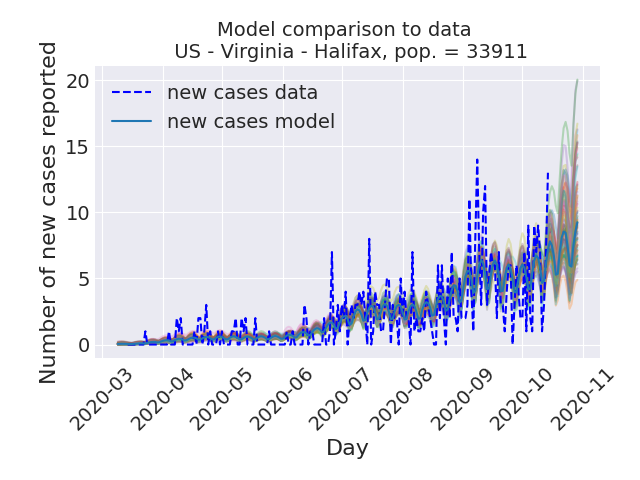 Model comparison to data
US - Virginia - Halifax, pop. = 33911
Number of new cases reported
20
15
10
5
0
new cases data
new cases model
2020-03
2020-04
2020-05
2020-06
2020-07
2020-08
2020-09
2020-10
2020-11
Day